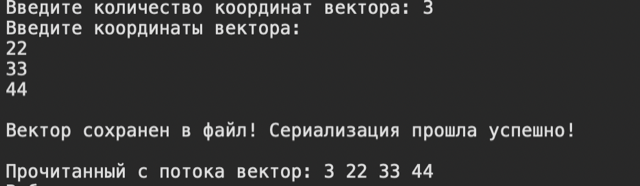 Введите количество координат вектора: 3
Введите координаты вектора:
22
33
44
Вектор сохранен в файл! Сериализация прошла успешно!
Прочитанный с потока вектор: 3 22 33 44